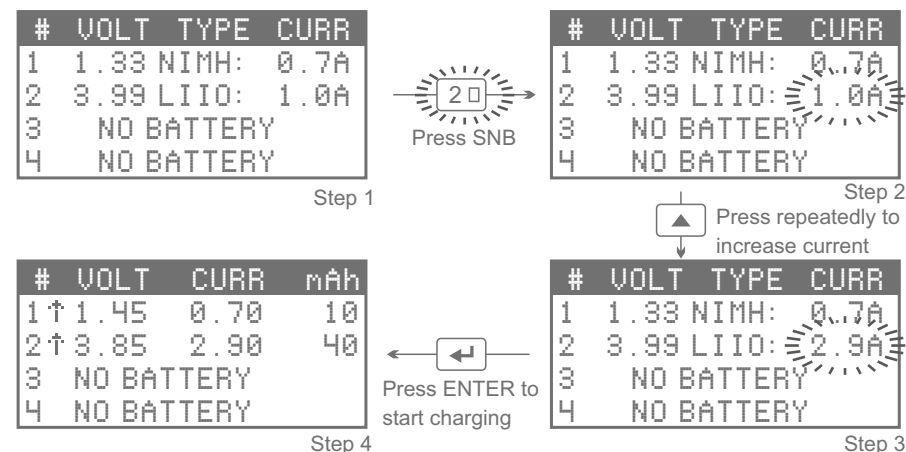 # VOLT TYPE CURR
1 1.33 NIMH: 0.7A
2 3.99 LIIO: 1.0A
3 NO BATTERY
4 NO BATTERY
Step 1
2
Press SNB
# VOLT TYPE CURR
1 1.33 NIMH: 0.7A
2 3.99 LIIO: 1.0A
3 NO BATTERY
4 NO BATTERY
Step 2
Press repeatedly to
increase current
# VOLT TYPE CURR
1 1.33 NIMH: 0.7A
2 3.99 LIIO: 2.9A
3 NO BATTERY
4 NO BATTERY
Step 3
Press ENTER to
start charging
# VOLT CURR mAh
1↑1.45 0.70 10
2↑3.85 2.90 40
3 NO BATTERY
4 NO BATTERY
Step 4